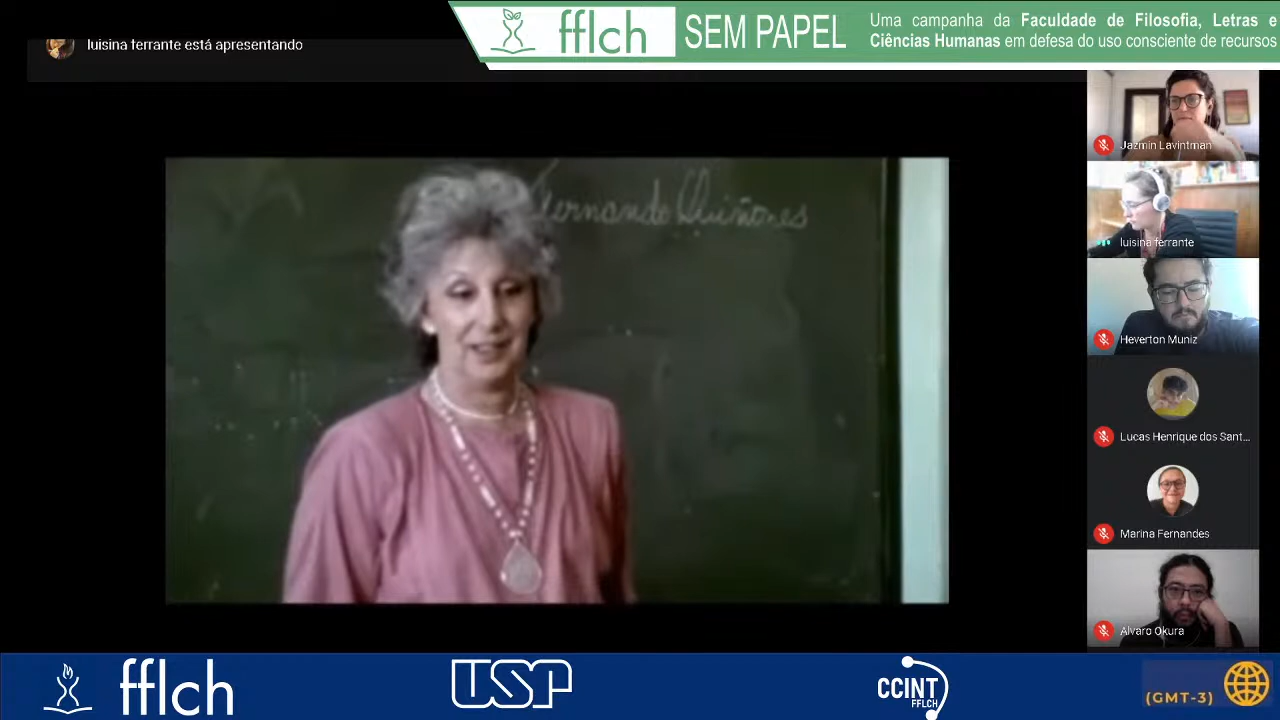 luisina ferrante está apresentando
fflch
SEM PAPEL
Uma campanha da Faculdade de Filosofia, Letras e
Ciências Humanas em defesa do uso consciente de recursos
Fernando Quiñones
Jazmin Lavintman
luisina ferrante
Heverton Muniz
Lucas Henrique dos Sant...
Marina Fernandes
Alvaro Okura
fflch
USP
CCINT
FFLCH
(GMT-3)